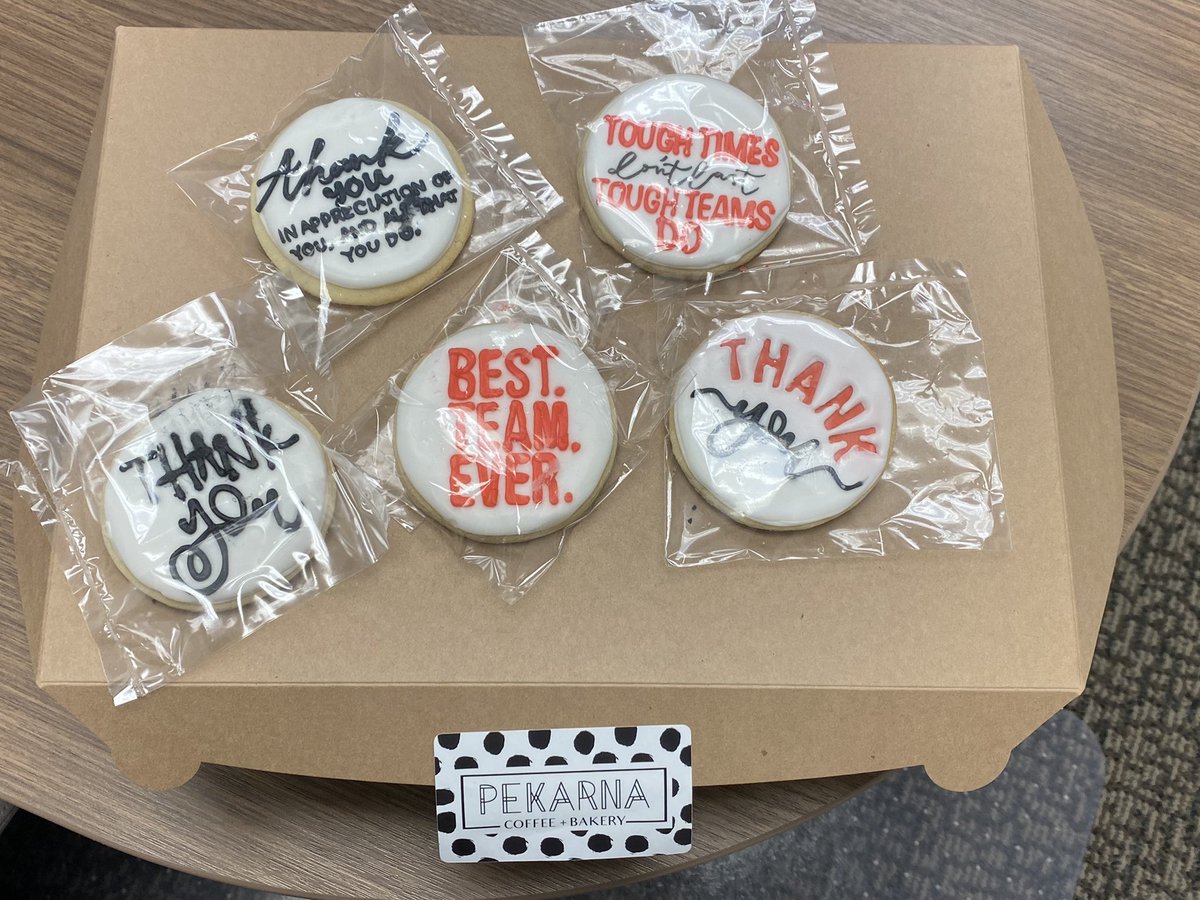 Thank
YOU
IN APPRECIATION OF
YOU, AND ALL THAT
YOU DO.
TOUGH TIMES
don't last
TOUGH TEAMS
DO
THANK
you
BEST.
TEAM.
EVER.
THANK
you
PEKARNA
COFFEE + BAKERY